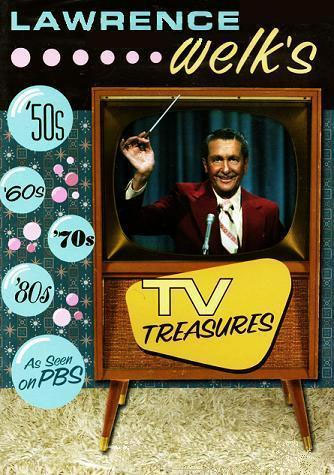 LAWRENCE
Welk's
'50s
'60s
'70s
'80s
As Seen
on PBS
TV
TREASURES